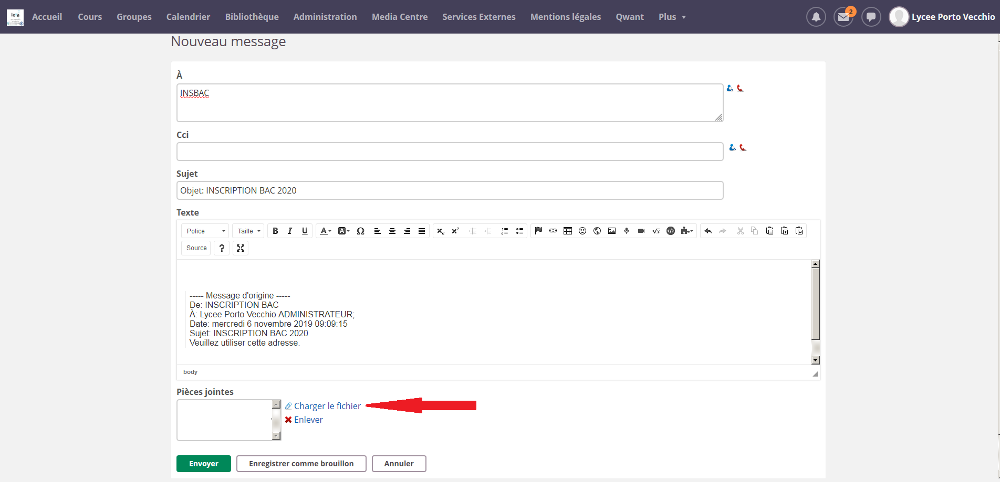 leia
Accueil Cours Groupes Calendrier Bibliothèque Administration Media Centre Services Externes Mentions légales Qwant Plus 2 Lycee Porto Vecchio
Nouveau message
À
INSBAC
Cci
Sujet
Objet: INSCRIPTION BAC 2020
Texte
Police Taille B I U A A Ω x₂ x²
Source ?
----- Message d'origine -----
De: INSCRIPTION BAC
À: Lycee Porto Vecchio ADMINISTRATEUR;
Date: mercredi 6 novembre 2019 09:09:15
Sujet: INSCRIPTION BAC 2020
Veuillez utiliser cette adresse.
body
Pièces jointes
Charger le fichier
Enlever
Envoyer Enregistrer comme brouillon Annuler